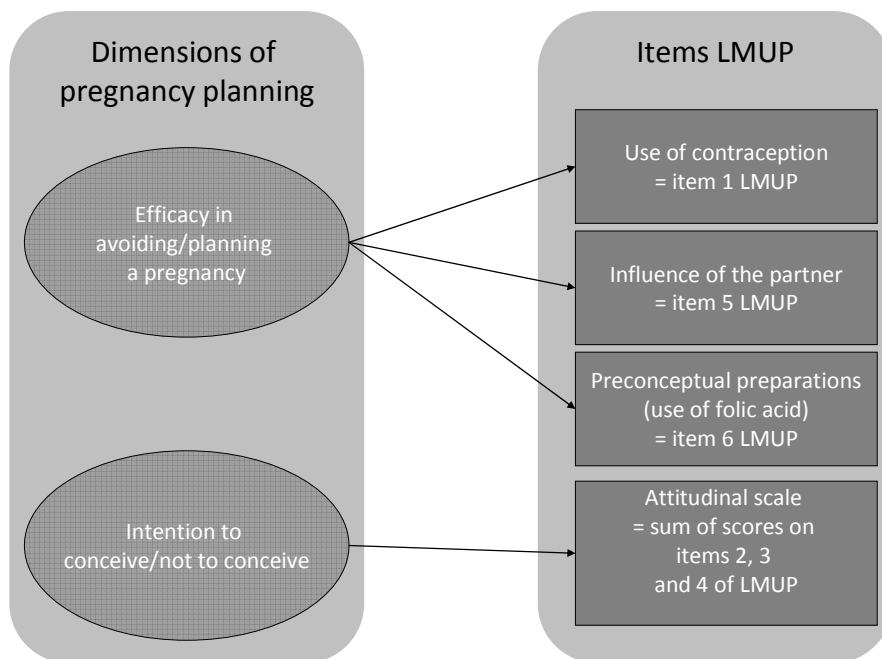 Dimensions of
pregnancy planning
Efficacy in
avoiding/planning
a pregnancy
Intention to
conceive/not to conceive
Items LMUP
Use of contraception
= item 1 LMUP
Influence of the partner
= item 5 LMUP
Preconceptual preparations
(use of folic acid)
= item 6 LMUP
Attitudinal scale
= sum of scores on
items 2, 3
and 4 of LMUP